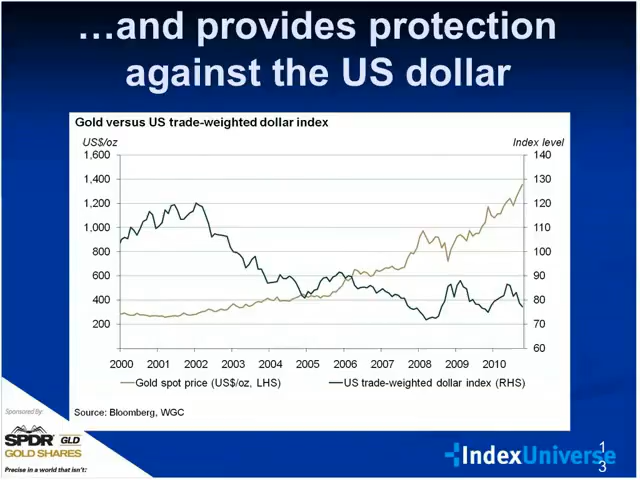 …and provides protection
against the US dollar
Gold versus US trade-weighted dollar index
US$/oz
Index level
1,600
1,400
1,200
1,000
800
600
400
200
140
130
120
110
100
90
80
70
60
2000 2001 2002 2003 2004 2005 2006 2007 2008 2009 2010
Gold spot price (US$/oz, LHS)
US trade-weighted dollar index (RHS)
Source: Bloomberg, WGC
Sponsored By:
SPDR GLD
GOLD SHARES
Precise in a world that isn't:
IndexUniverse
1
3